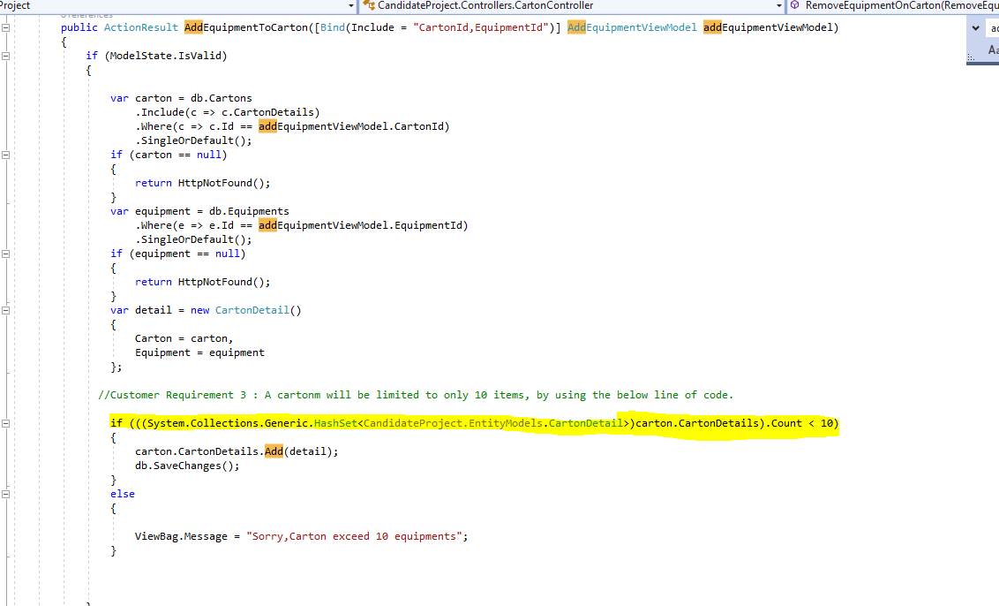 Project
CandidateProject.Controllers.CartonController
RemoveEquipmentOnCarton(RemoveEqu
0 references
public ActionResult AddEquipmentToCarton([Bind(Include = "CartonId,EquipmentId")] AddEquipmentViewModel addEquipmentViewModel)
{
if (ModelState.IsValid)
{
var carton = db.Cartons
.Include(c => c.CartonDetails)
.Where(c => c.Id == addEquipmentViewModel.CartonId)
.SingleOrDefault();
if (carton == null)
{
return HttpNotFound();
}
var equipment = db.Equipments
.Where(e => e.Id == addEquipmentViewModel.EquipmentId)
.SingleOrDefault();
if (equipment == null)
{
return HttpNotFound();
}
var detail = new CartonDetail()
{
Carton = carton,
Equipment = equipment
};
//Customer Requirement 3 : A cartonm will be limited to only 10 items, by using the below line of code.
if (((System.Collections.Generic.HashSet<CandidateProject.EntityModels.CartonDetail>)carton.CartonDetails).Count < 10)
{
carton.CartonDetails.Add(detail);
db.SaveChanges();
}
else
{
ViewBag.Message = "Sorry,Carton exceed 10 equipments";
}